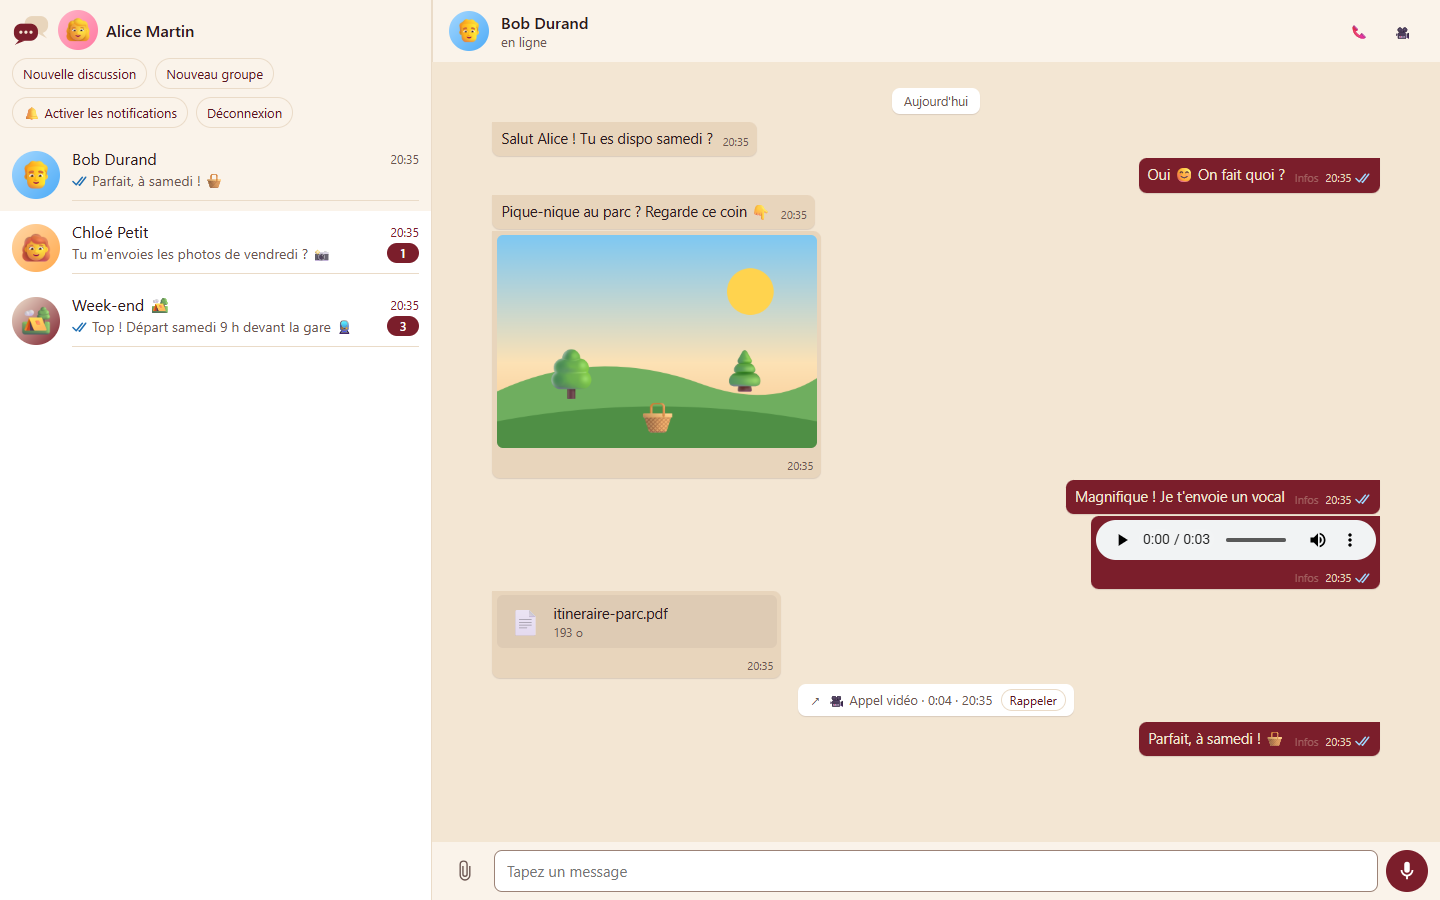 Alice Martin
Nouvelle discussion
Nouveau groupe
🔔 Activer les notifications
Déconnexion
Bob Durand
20:35
Parfait, à samedi ! 🧺
Chloé Petit
20:35
Tu m'envoies les photos de vendredi ? 📷
1
Week-end 🏕️
20:35
Top ! Départ samedi 9 h devant la gare 🚆
3
Bob Durand
en ligne
Aujourd'hui
Salut Alice ! Tu es dispo samedi ? 20:35
Oui 😊 On fait quoi ? Infos 20:35
Pique-nique au parc ? Regarde ce coin 👇 20:35
20:35
Magnifique ! Je t'envoie un vocal Infos 20:35
0:00 / 0:03
Infos 20:35
itineraire-parc.pdf
193 o
20:35
↗ 🎥 Appel vidéo · 0:04 · 20:35 Rappeler
Parfait, à samedi ! 🧺 Infos 20:35
Tapez un message